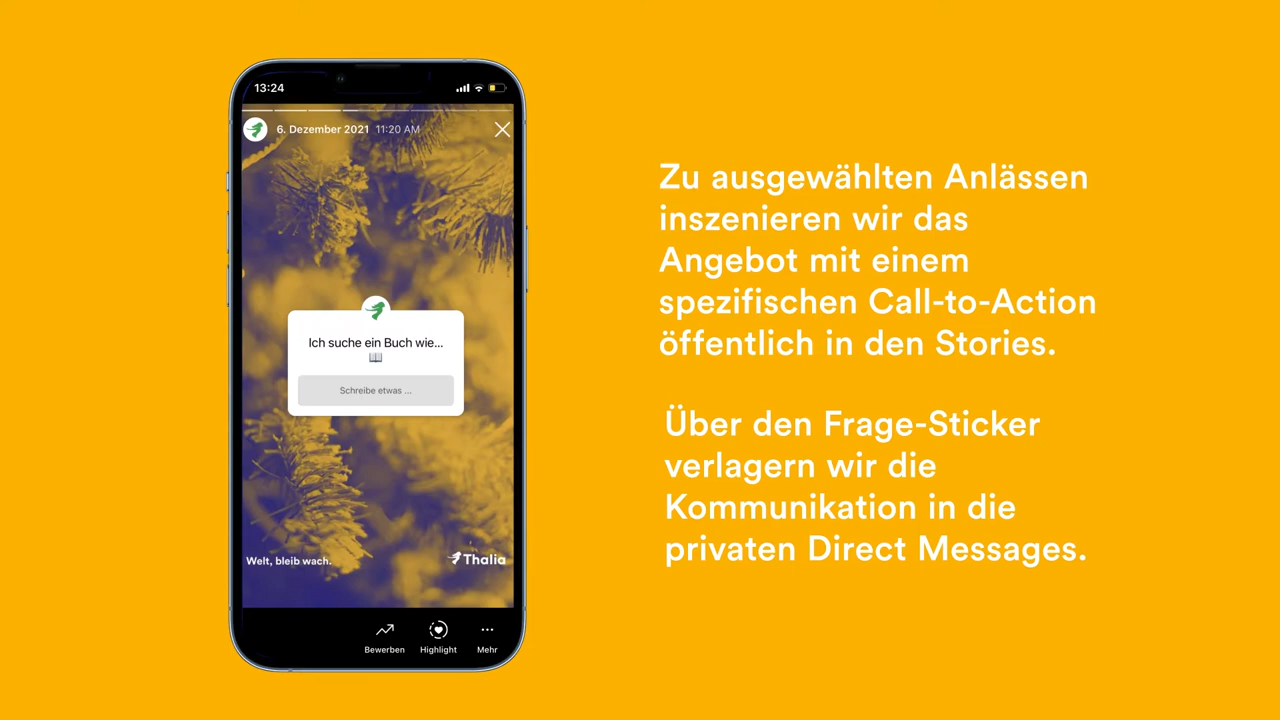 13:24
6. Dezember 2021 11:20 AM
Ich suche ein Buch wie...
Schreibe etwas ...
Welt, bleib wach.
Thalia
Bewerben
Highlight
Mehr
Zu ausgewählten Anlässen
inszenieren wir das
Angebot mit einem
spezifischen Call-to-Action
öffentlich in den Stories.
Über den Frage-Sticker
verlagern wir die
Kommunikation in die
privaten Direct Messages.